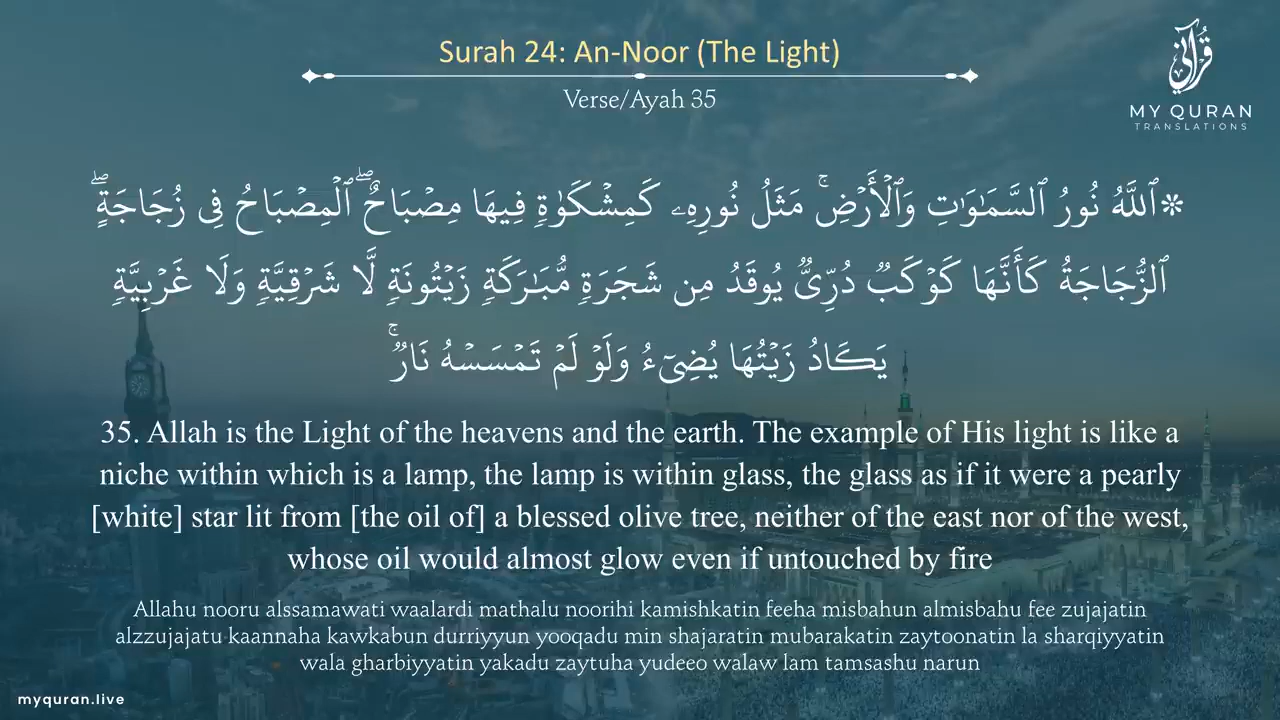 Surah 24: An-Noor (The Light)
Verse/Ayah 35
قرآني
MY QURAN
TRANSLATIONS
۞ٱللَّهُ نُورُ ٱلسَّمَـٰوَٰتِ وَٱلْأَرْضِ ۚ مَثَلُ نُورِهِۦ كَمِشْكَوٰةٍ فِيهَا مِصْبَاحٌ ۖ ٱلْمِصْبَاحُ فِى زُجَاجَةٍ ۖ
ٱلزُّجَاجَةُ كَأَنَّهَا كَوْكَبٌ دُرِّىٌّ يُوقَدُ مِن شَجَرَةٍ مُّبَـٰرَكَةٍ زَيْتُونَةٍ لَّا شَرْقِيَّةٍ وَلَا غَرْبِيَّةٍ
يَكَادُ زَيْتُهَا يُضِىٓءُ وَلَوْ لَمْ تَمْسَسْهُ نَارٌ ۚ
35. Allah is the Light of the heavens and the earth. The example of His light is like a
niche within which is a lamp, the lamp is within glass, the glass as if it were a pearly
[white] star lit from [the oil of] a blessed olive tree, neither of the east nor of the west,
whose oil would almost glow even if untouched by fire
Allahu nooru alssamawati waalardi mathalu noorihi kamishkatin feeha misbahun almisbahu fee zujajatin
alzzujajatu kaannaha kawkabun durriyyun yooqadu min shajaratin mubarakatin zaytoonatin la sharqiyyatin
wala gharbiyyatin yakadu zaytuha yudeeo walaw lam tamsashu narun
myquran.live